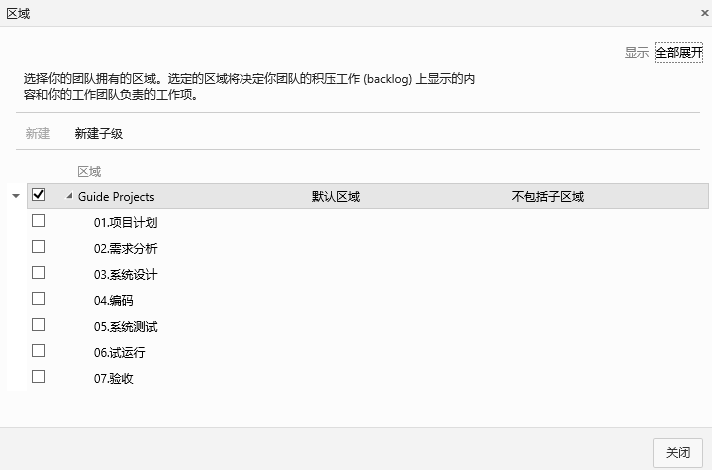 区域
显示 全部展开
选择你的团队拥有的区域。选定的区域将决定你团队的积压工作 (backlog) 上显示的内
容和你的工作团队负责的工作项。
新建 新建子级
区域
Guide Projects 默认区域 不包括子区域
01.项目计划
02.需求分析
03.系统设计
04.编码
05.系统测试
06.试运行
07.验收
关闭